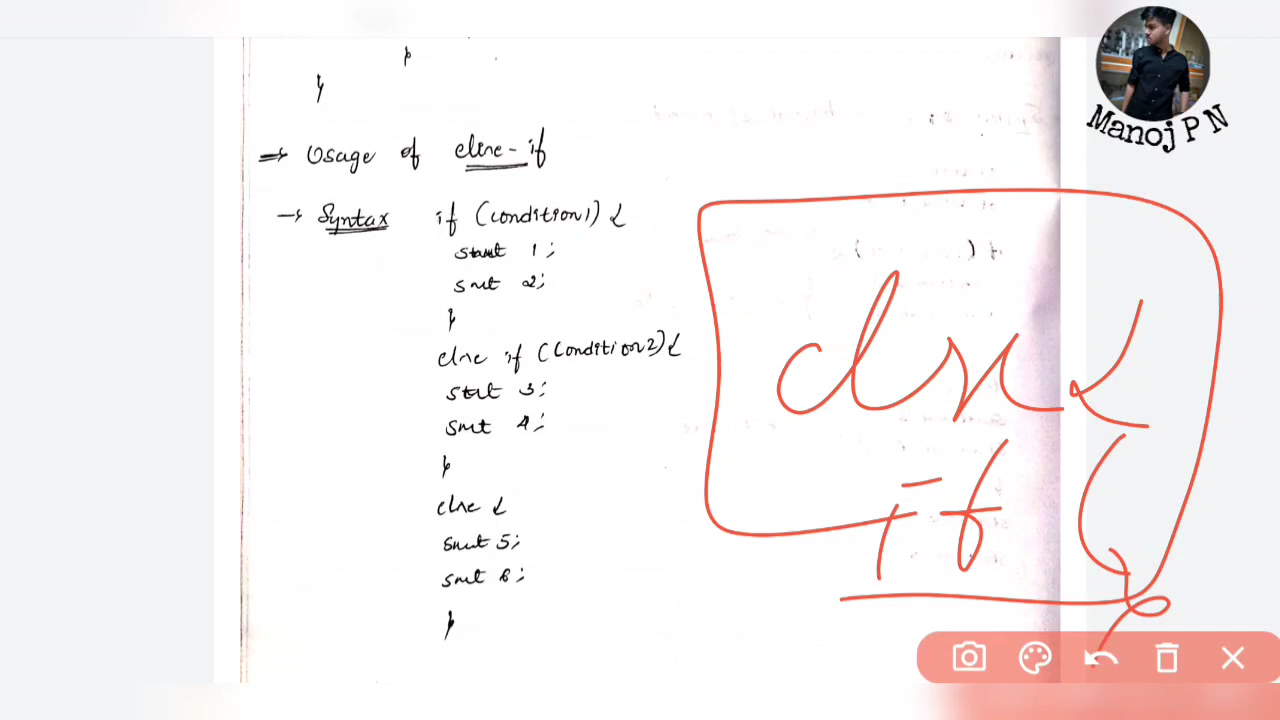 }
}
⇒ Usage of else-if
→ Syntax if (condition1) {
stmt 1;
smt 2;
}
else if (condition2) {
stmt 3;
smt 4;
}
else {
smt 5;
smt 6;
}
else {
if (
Manoj P N